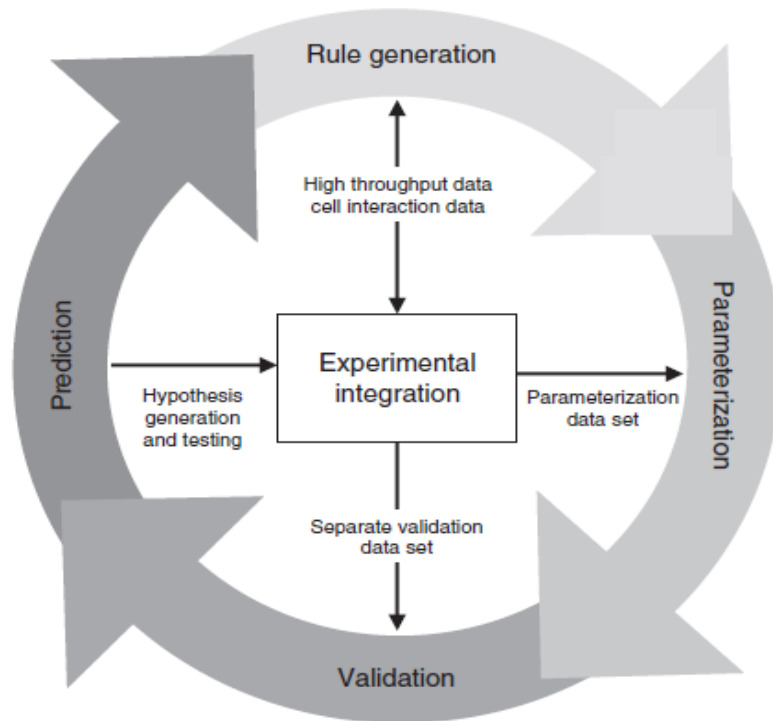 Rule generation
High throughput data
cell interaction data
Prediction
Hypothesis
generation
and testing
Experimental
integration
Parameterization
data set
Parameterization
Separate validation
data set
Validation